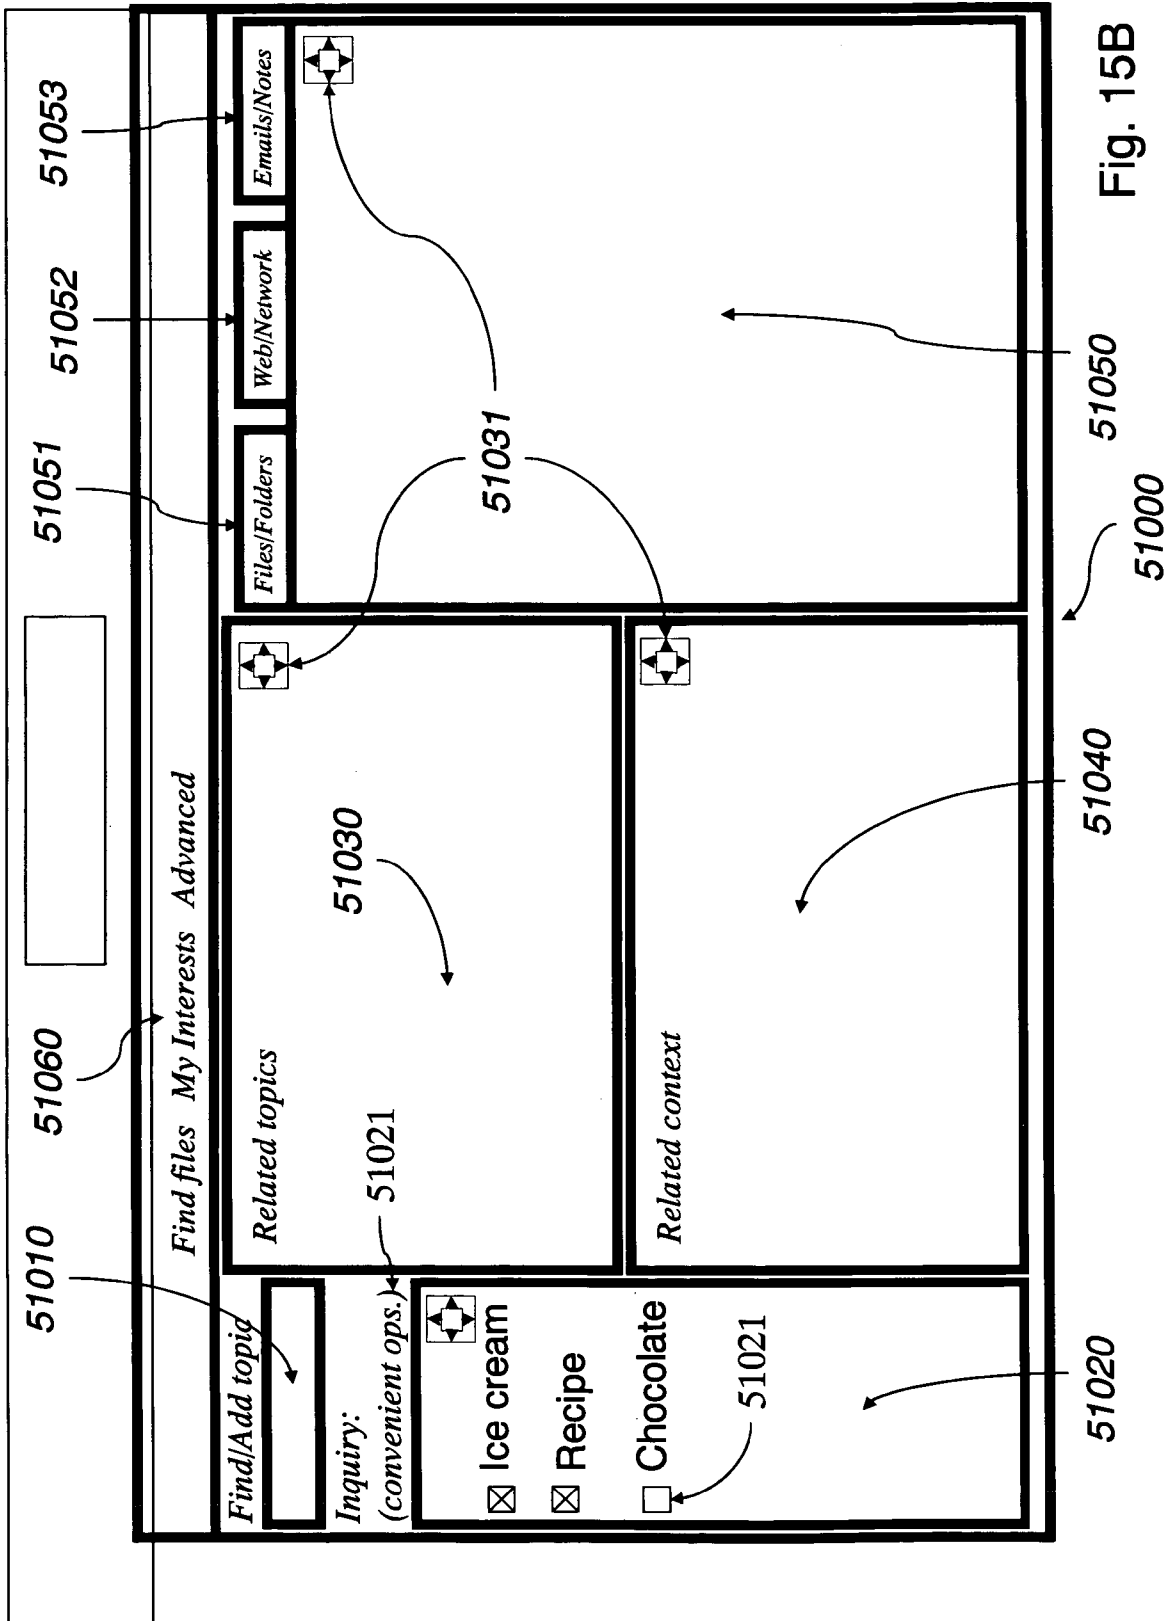 51010
51060
51051
51052
51053
Find files My Interests Advanced
Find/Add topic
Inquiry:
(convenient ops.)
51021
Ice cream
Recipe
Chocolate
51021
Related topics
51030
Related context
Files/Folders
Web/Network
Emails/Notes
51031
51020
51040
51000
51050
Fig. 15B